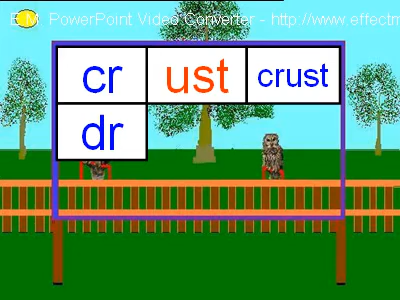 E.M. PowerPoint Video Converter - http://www.effectm
cr ust crust
dr